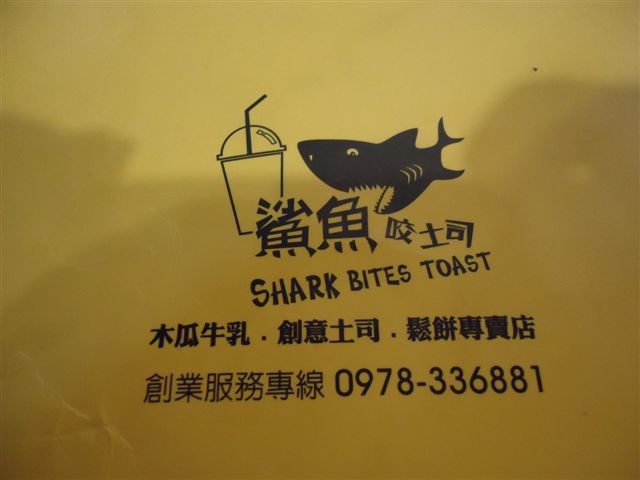 鯊魚咬土司
SHARK BITES TOAST
木瓜牛乳.創意土司.鬆餅專賣店
創業服務專線 0978-336881